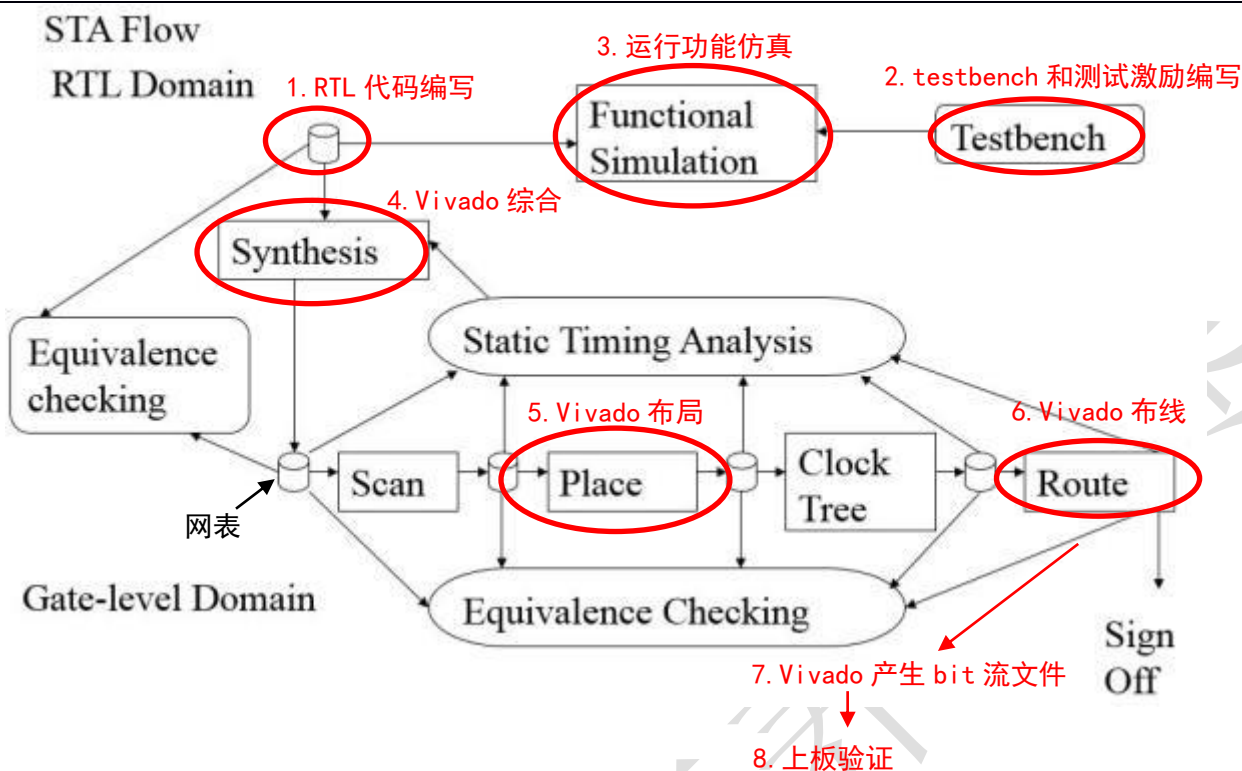 STA Flow
RTL Domain
3.运行功能仿真
1.RTL 代码编写
2.testbench 和测试激励编写
Functional
Simulation
Testbench
4.Vivado 综合
Synthesis
Static Timing Analysis
Equivalence
checking
5.Vivado 布局
6.Vivado 布线
Scan
Place
Clock
Tree
Route
网表
Gate-level Domain
Equivalence Checking
Sign
Off
7.Vivado 产生 bit 流文件
8.上板验证